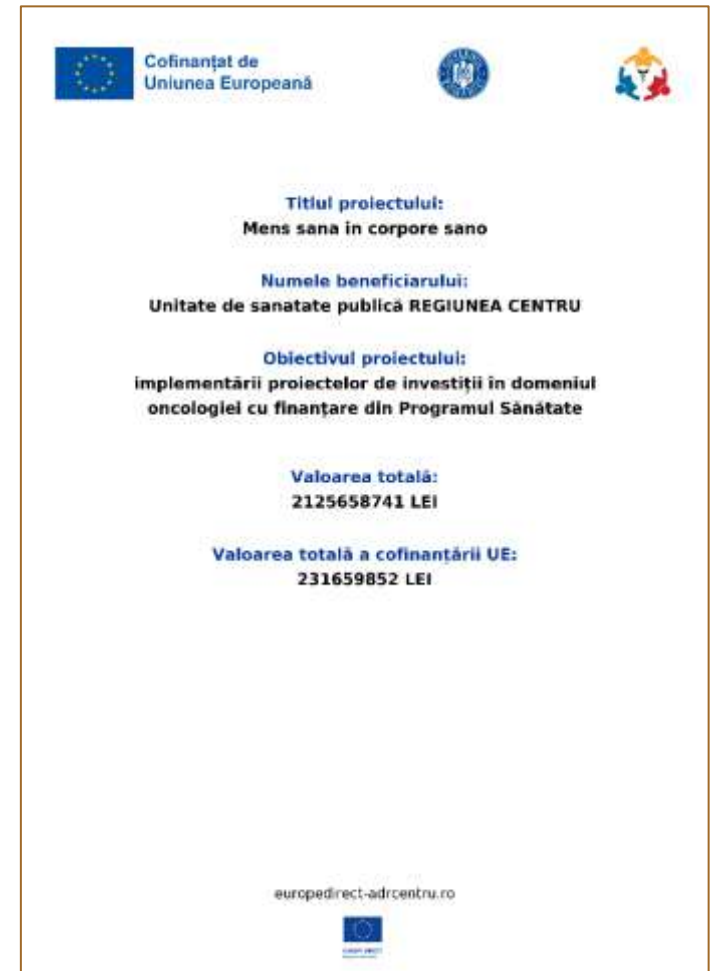 Cofinanțat de
Uniunea Europeană
Titlul proiectului:
Mens sana in corpore sano
Numele beneficiarului:
Unitate de sanatate publică REGIUNEA CENTRU
Obiectivul proiectului:
implementării proiectelor de investiții în domeniul
oncologiei cu finanțare din Programul Sănătate
Valoarea totală:
2125658741 LEI
Valoarea totală a cofinanțării UE:
231659852 LEI
europedirect-adrcentru.ro